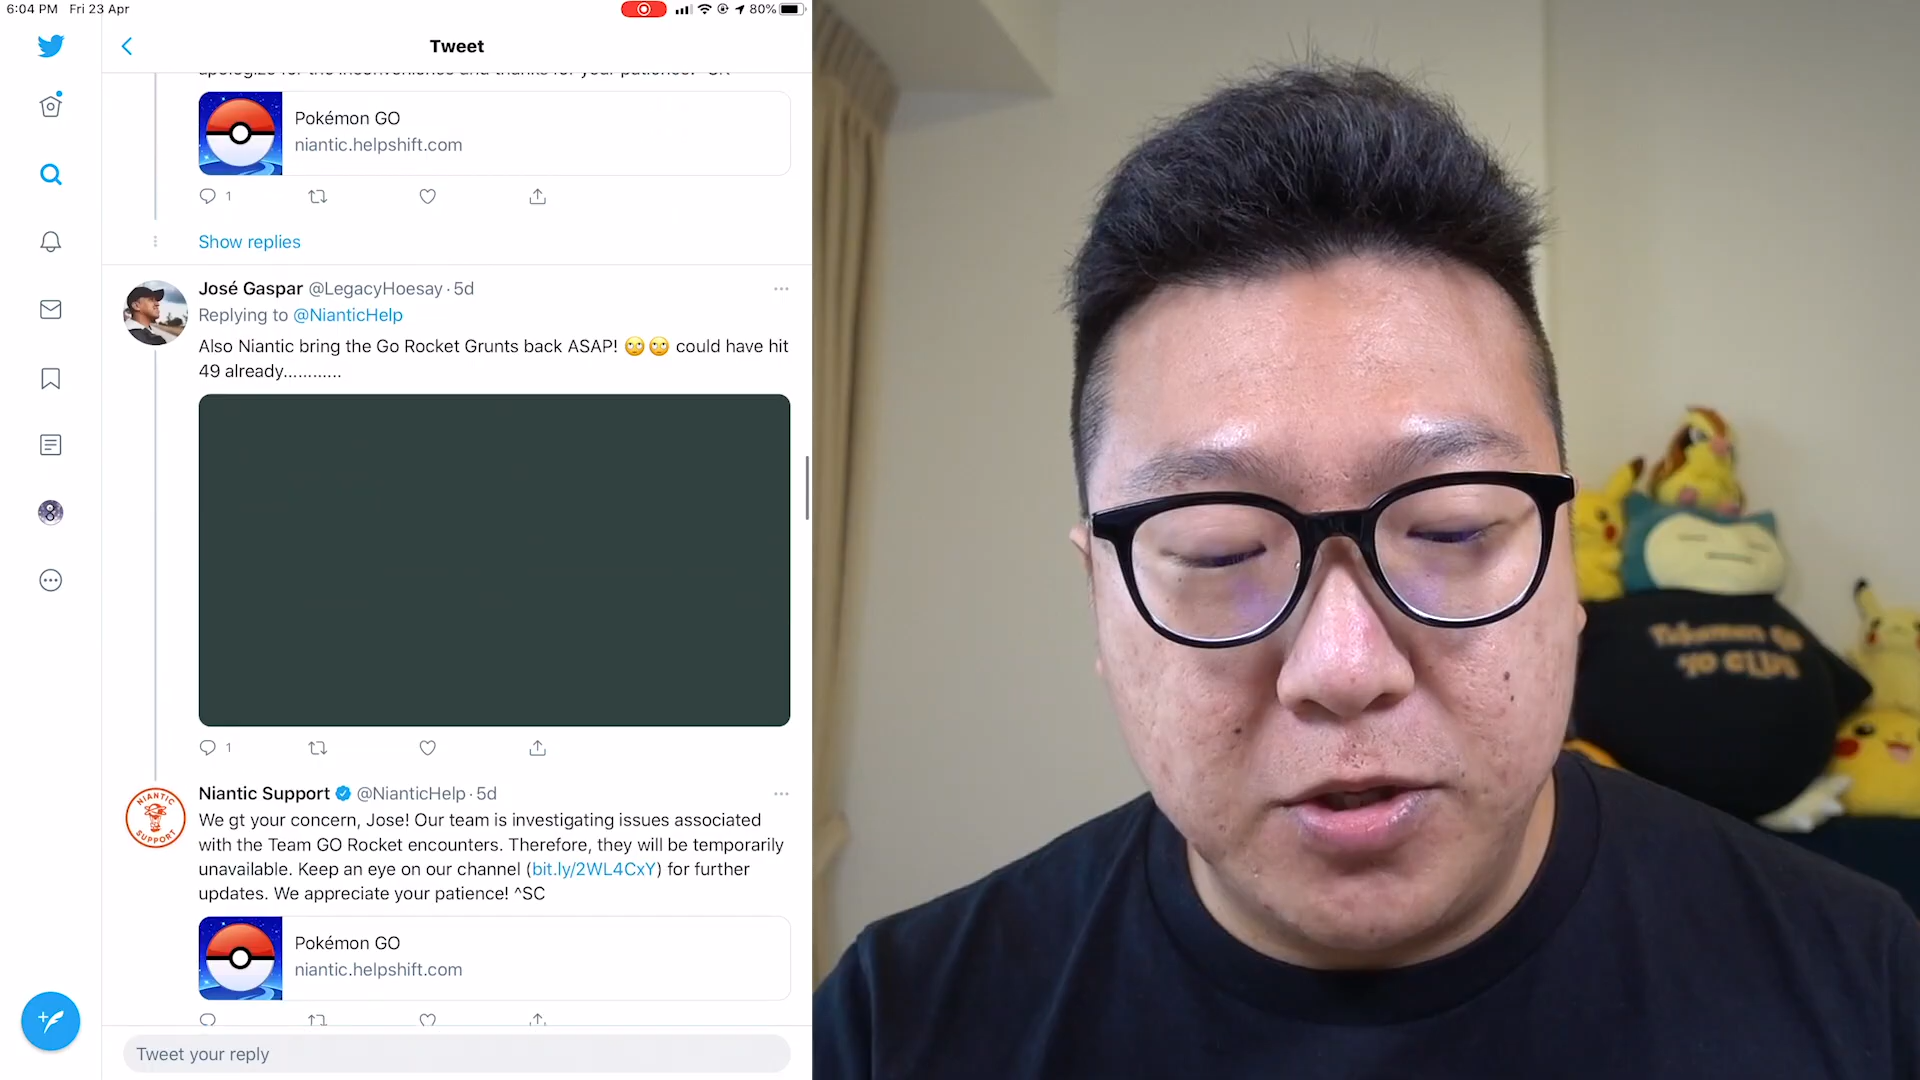 6:04 PM Fri 23 Apr
80%
Tweet
Pokémon GO
niantic.helpshift.com
1
Show replies
José Gaspar @LegacyHoesay · 5d
Replying to @NianticHelp
Also Niantic bring the Go Rocket Grunts back ASAP! 🙄🙄 could have hit
49 already............
1
Niantic Support @NianticHelp · 5d
NIANTIC
SUPPORT
We gt your concern, Jose! Our team is investigating issues associated
with the Team GO Rocket encounters. Therefore, they will be temporarily
unavailable. Keep an eye on our channel (bit.ly/2WL4CxY) for further
updates. We appreciate your patience! ^SC
Pokémon GO
niantic.helpshift.com
Tweet your reply